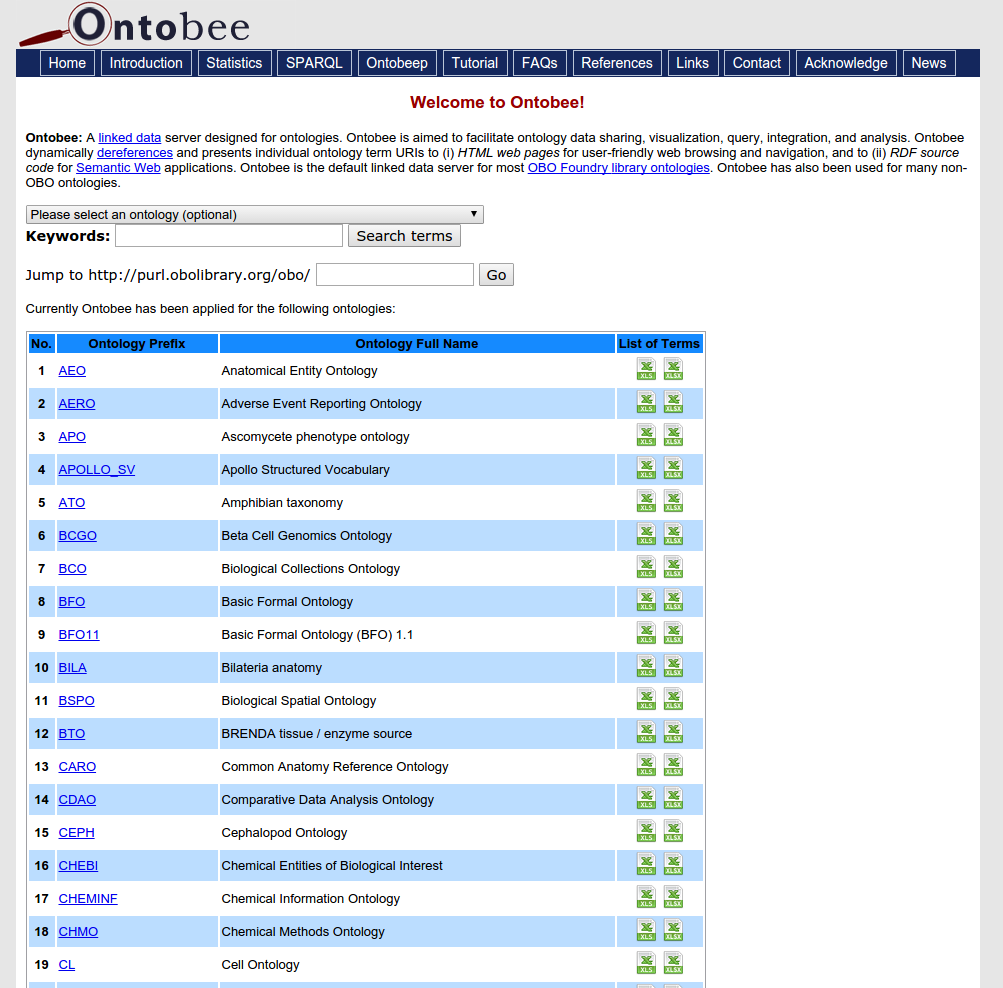 Ontobee
Home Introduction Statistics SPARQL Ontobeep Tutorial FAQs References Links Contact Acknowledge News
Welcome to Ontobee!
Ontobee: A linked data server designed for ontologies. Ontobee is aimed to facilitate ontology data sharing, visualization, query, integration, and analysis. Ontobee
dynamically dereferences and presents individual ontology term URIs to (i) HTML web pages for user-friendly web browsing and navigation, and to (ii) RDF source
code for Semantic Web applications. Ontobee is the default linked data server for most OBO Foundry library ontologies. Ontobee has also been used for many non-
OBO ontologies.
Please select an ontology (optional)
Keywords: Search terms
Jump to http://purl.obolibrary.org/obo/ Go
Currently Ontobee has been applied for the following ontologies:
No. Ontology Prefix Ontology Full Name List of Terms
1 AEO Anatomical Entity Ontology XLS XLSX
2 AERO Adverse Event Reporting Ontology XLS XLSX
3 APO Ascomycete phenotype ontology XLS XLSX
4 APOLLO_SV Apollo Structured Vocabulary XLS XLSX
5 ATO Amphibian taxonomy XLS XLSX
6 BCGO Beta Cell Genomics Ontology XLS XLSX
7 BCO Biological Collections Ontology XLS XLSX
8 BFO Basic Formal Ontology XLS XLSX
9 BFO11 Basic Formal Ontology (BFO) 1.1 XLS XLSX
10 BILA Bilateria anatomy XLS XLSX
11 BSPO Biological Spatial Ontology XLS XLSX
12 BTO BRENDA tissue / enzyme source XLS XLSX
13 CARO Common Anatomy Reference Ontology XLS XLSX
14 CDAO Comparative Data Analysis Ontology XLS XLSX
15 CEPH Cephalopod Ontology XLS XLSX
16 CHEBI Chemical Entities of Biological Interest XLS XLSX
17 CHEMINF Chemical Information Ontology XLS XLSX
18 CHMO Chemical Methods Ontology XLS XLSX
19 CL Cell Ontology XLS XLSX